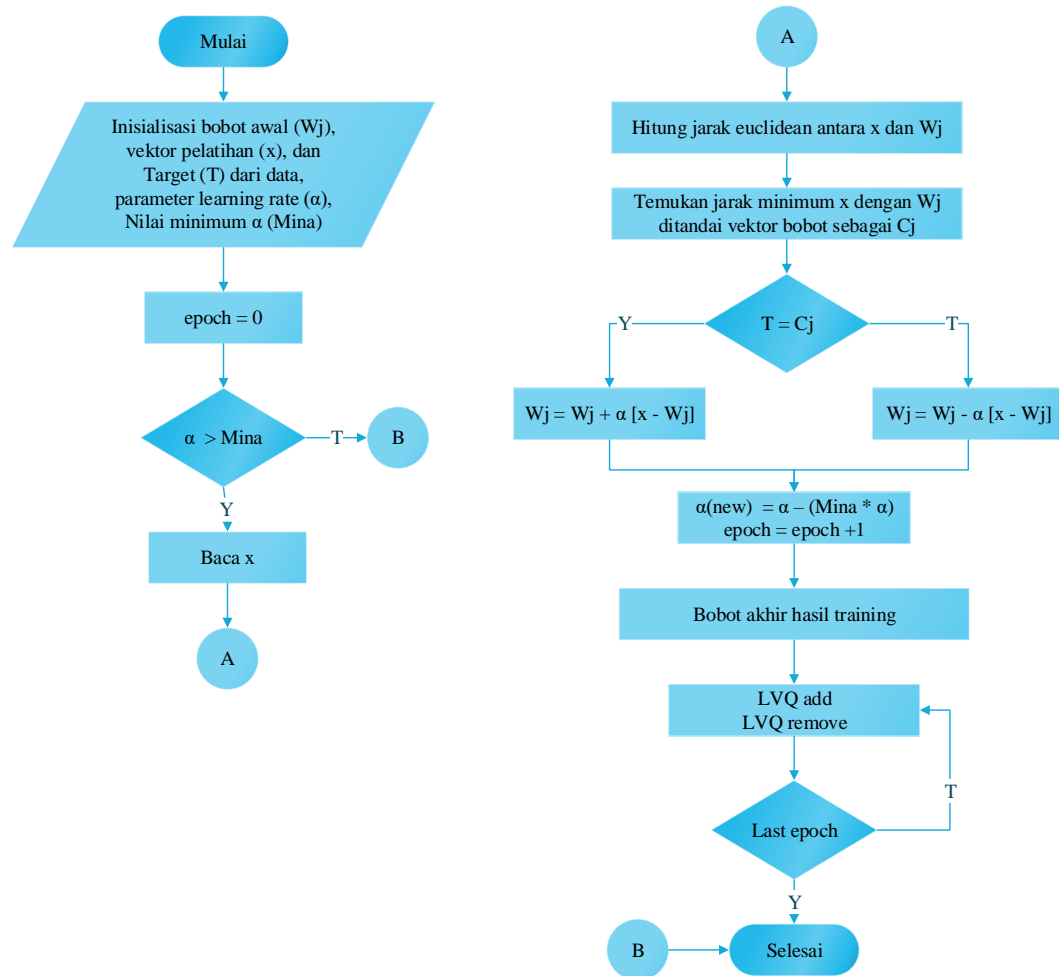 Mulai
Inisialisasi bobot awal (Wj),
vektor pelatihan (x), dan
Target (T) dari data,
parameter learning rate (α),
Nilai minimum α (Mina)
epoch = 0
α  > Mina
T
B
Y
Baca x
A
A
Hitung jarak euclidean antara x dan Wj
Temukan jarak minimum x dengan Wj
ditandai vektor bobot sebagai Cj
T = Cj
Y
T
Wj = Wj + α [x - Wj]
Wj = Wj - α [x - Wj]
α(new)  = α – (Mina * α)
epoch = epoch +1
Bobot akhir hasil training
LVQ add
LVQ remove
Last epoch
T
Y
B
Selesai